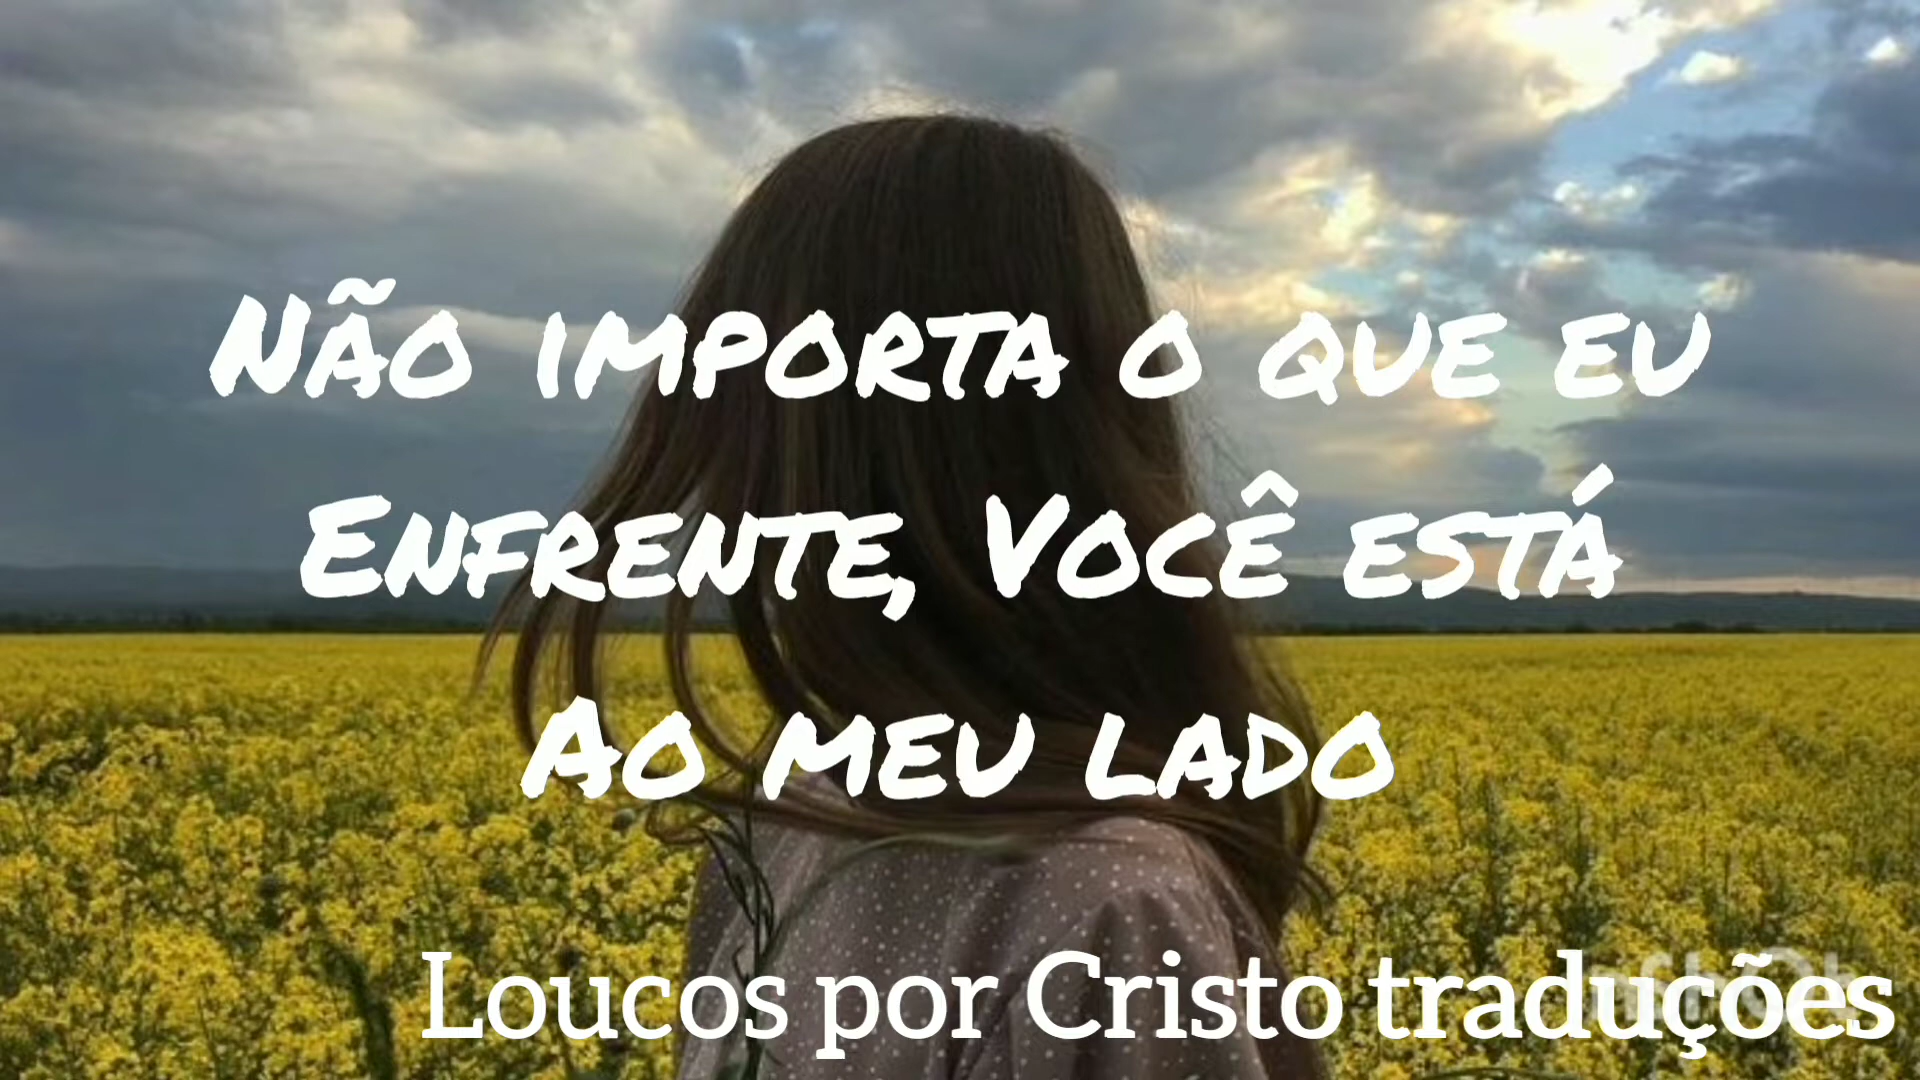 Não importa o que eu
Enfrente, Você está
Ao meu lado
Loucos por Cristo traduções